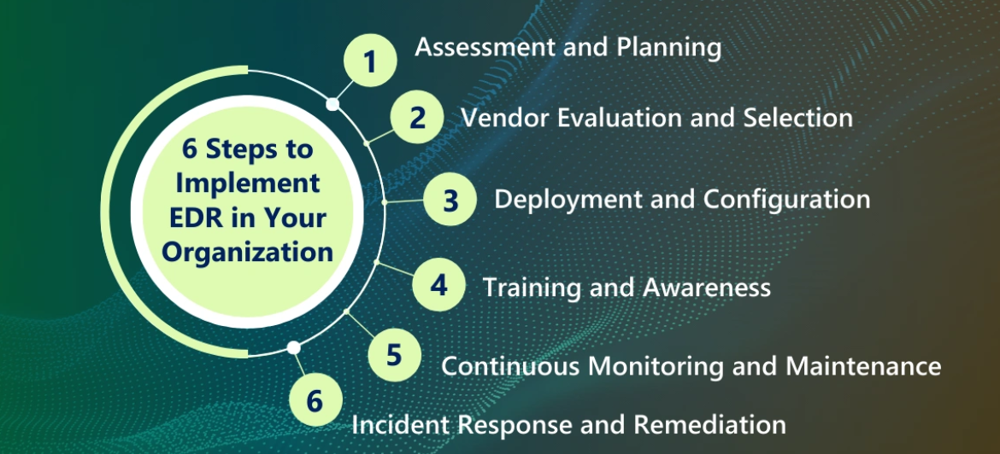 6 Steps to
Implement
EDR in Your
Organization
1
Assessment and Planning
2
Vendor Evaluation and Selection
3
Deployment and Configuration
4
Training and Awareness
5
Continuous Monitoring and Maintenance
6
Incident Response and Remediation